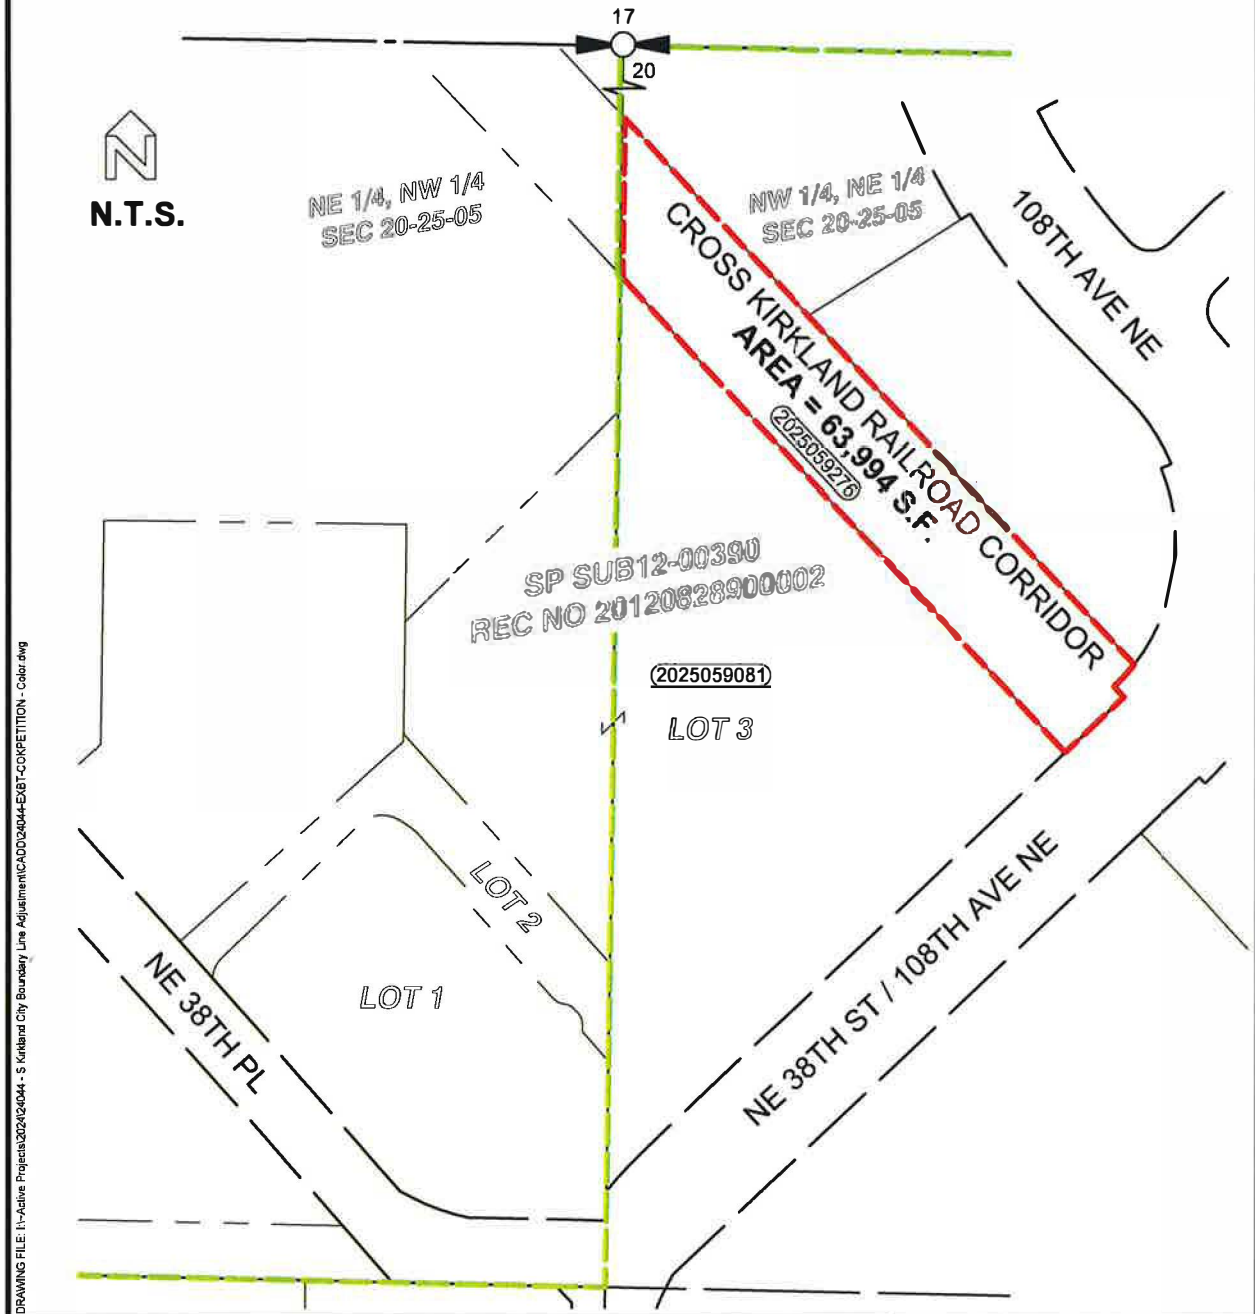 17
20
N
N.T.S.
NE 1/4, NW 1/4
SEC 20-25-05
NW 1/4, NE 1/4
SEC 20-25-05
108TH AVE NE
CROSS KIRKLAND RAILROAD CORRIDOR
AREA = 63,994 S.F.
2025059276
SP SUB12-00390
REC NO 20120828900002
2025059081
LOT 3
LOT 2
LOT 1
NE 38TH PL
NE 38TH ST / 108TH AVE NE
DRAWING FILE: I:\~Active Projects\2024\24044 - S Kirkland City Boundary Line Adjustment\CADD\24044-EXBT-COKPETITION - Color.dwg